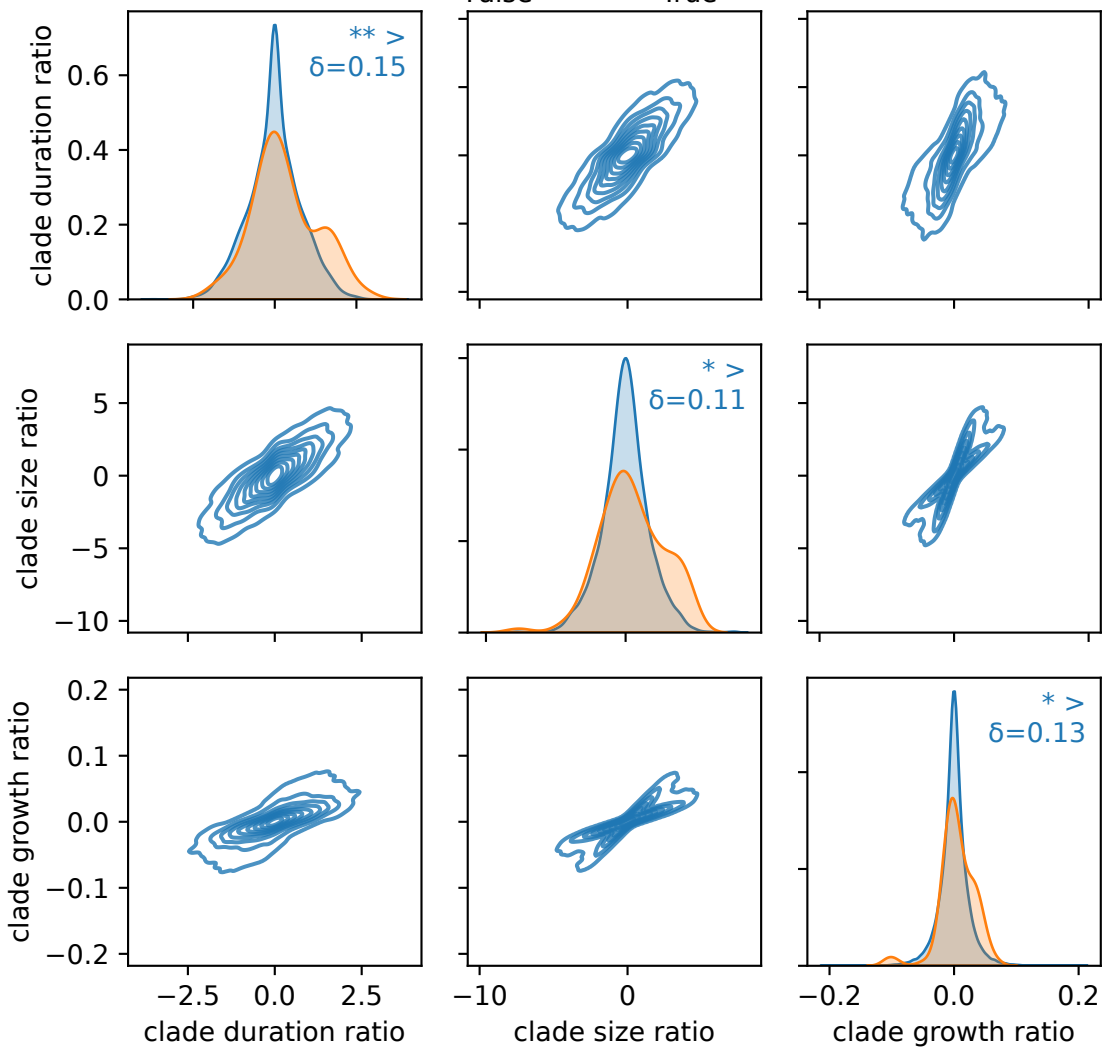 clade duration ratio
0.6
0.4
0.2
0.0
** >
δ=0.15
clade size ratio
5
0
−5
−10
* >
δ=0.11
clade growth ratio
0.2
0.1
0.0
−0.1
−0.2
* >
δ=0.13
−2.5 0.0 2.5
−10 0
−0.2 0.0 0.2
clade duration ratio
clade size ratio
clade growth ratio